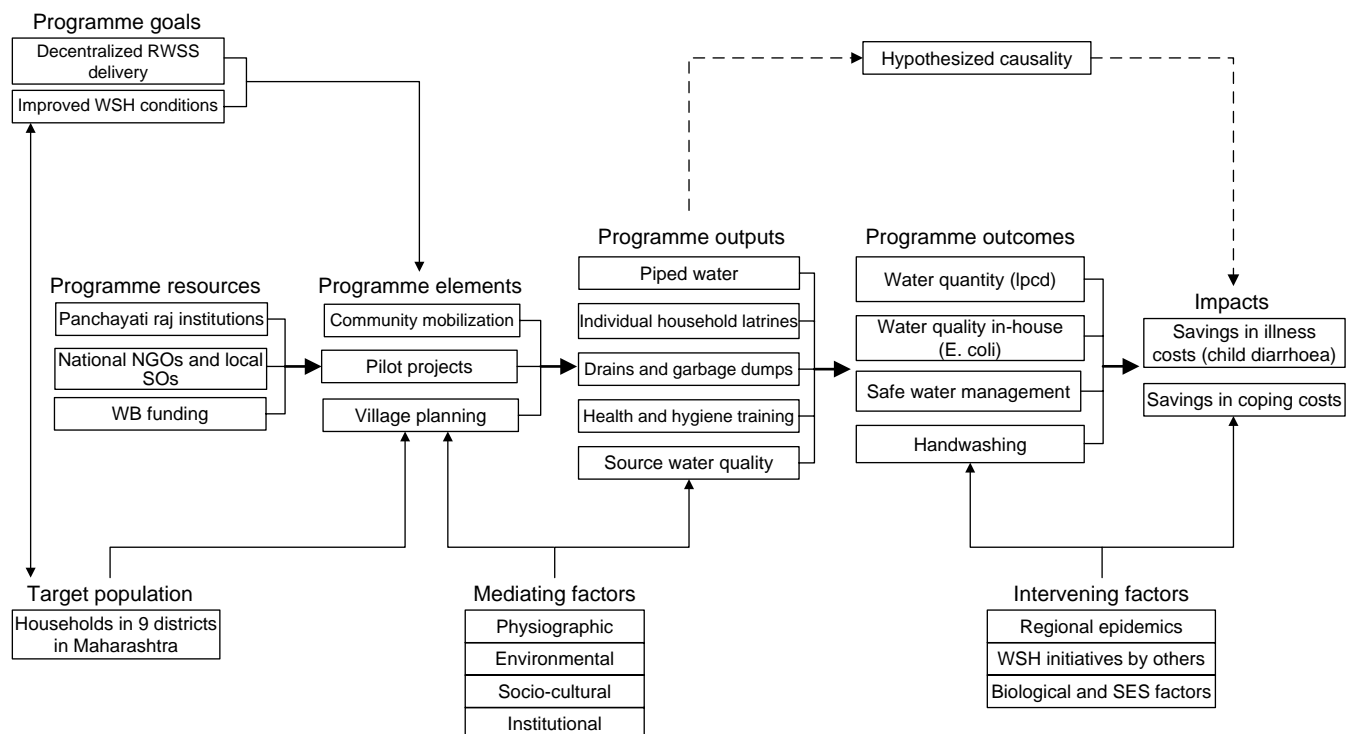 Programme goals
Decentralized RWSS
delivery
Improved WSH conditions
Hypothesized causality
Programme resources
Panchayati raj institutions
National NGOs and local
SOs
WB funding
Programme elements
Community mobilization
Pilot projects
Village planning
Programme outputs
Piped water
Individual household latrines
Drains and garbage dumps
Health and hygiene training
Source water quality
Programme outcomes
Water quantity (lpcd)
Water quality in-house
(E. coli)
Safe water management
Handwashing
Impacts
Savings in illness
costs (child diarrhoea)
Savings in coping costs
Target population
Households in 9 districts
in Maharashtra
Mediating factors
Physiographic
Environmental
Socio-cultural
Institutional
Intervening factors
Regional epidemics
WSH initiatives by others
Biological and SES factors